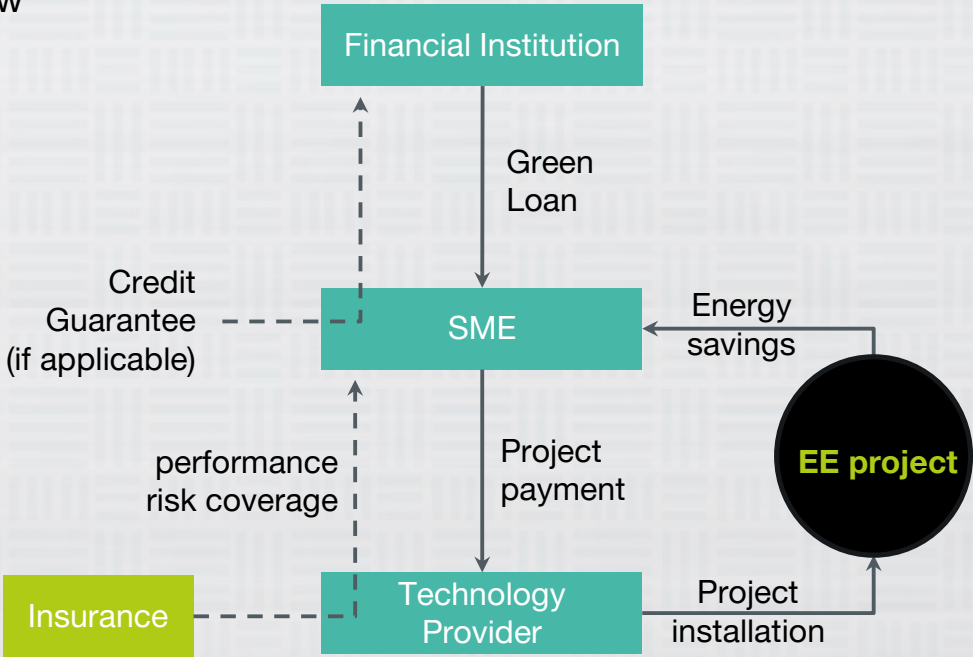 Financial Institution
Green
Loan
Credit
Guarantee
(if applicable)
SME
Energy
savings
performance
risk coverage
Project
payment
EE project
Insurance
Technology
Provider
Project
installation